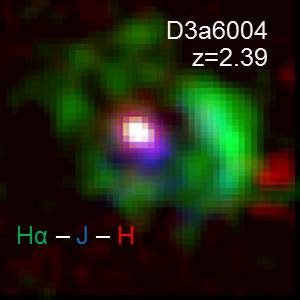 D3a6004
z=2.39
Hα – J – H